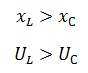 x_L > x_C
U_L > U_C